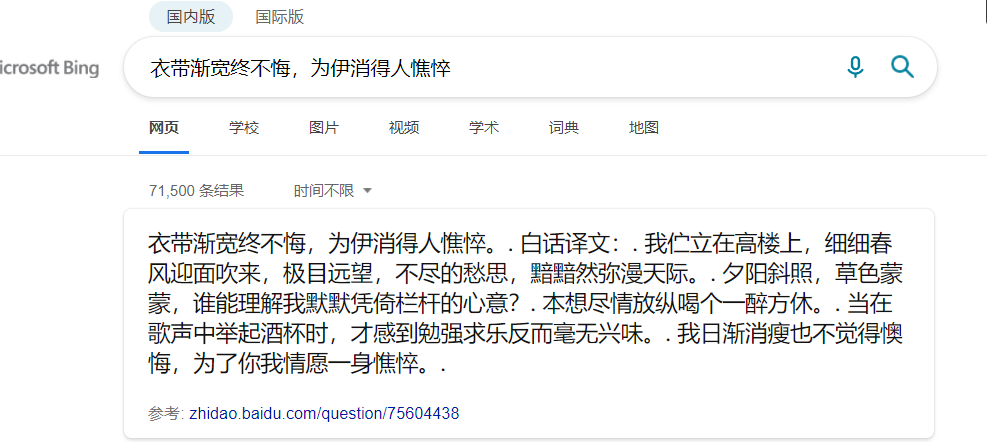 国内版 国际版
icrosoft Bing
衣带渐宽终不悔，为伊消得人憔悴
网页 学校 图片 视频 学术 词典 地图
71,500 条结果 时间不限
衣带渐宽终不悔，为伊消得人憔悴。. 白话译文：. 我伫立在高楼上，细细春
风迎面吹来，极目远望，不尽的愁思，黯黯然弥漫天际。. 夕阳斜照，草色蒙
蒙，谁能理解我默默凭倚栏杆的心意？. 本想尽情放纵喝个一醉方休。. 当在
歌声中举起酒杯时，才感到勉强求乐反而毫无兴味。. 我日渐消瘦也不觉得懊
悔，为了你我情愿一身憔悴。.
参考: zhidao.baidu.com/question/75604438